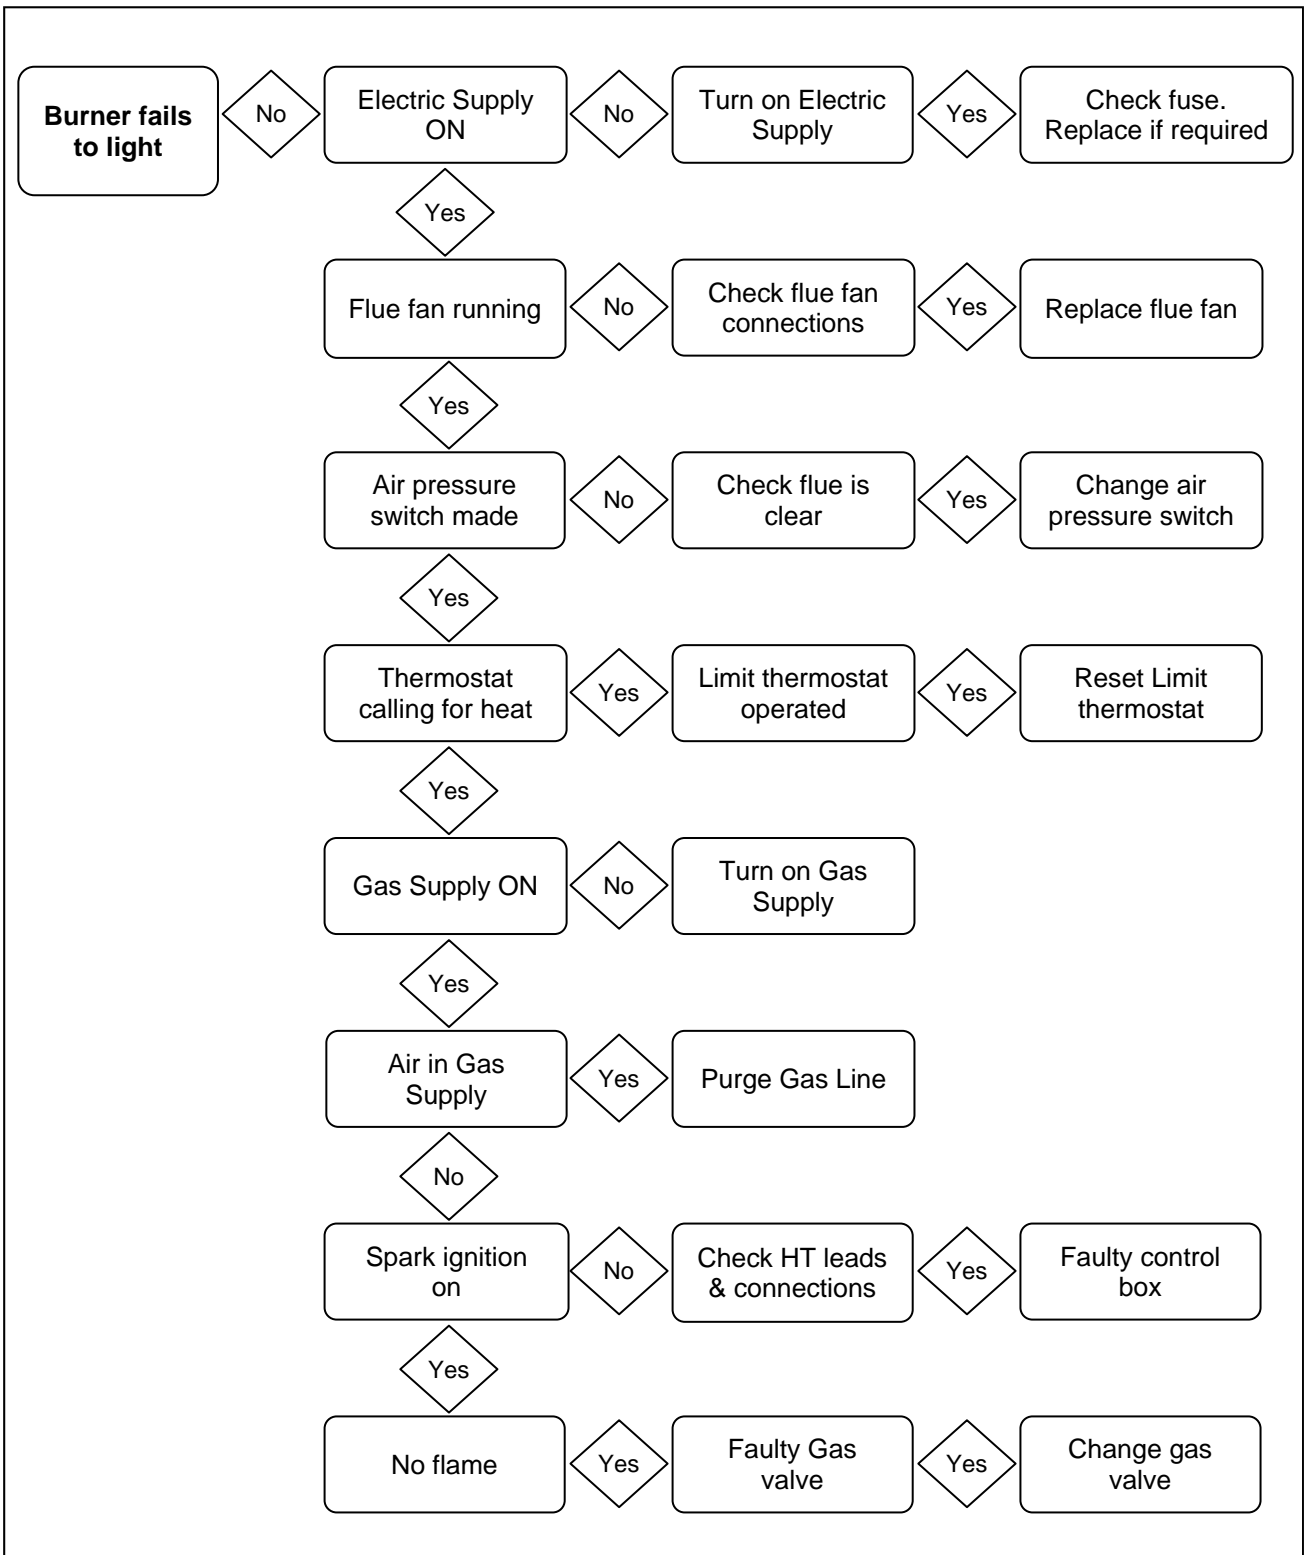 Burner fails
to light
No
Electric Supply
ON
No
Turn on Electric
Supply
Yes
Check fuse.
Replace if required
Yes
Flue fan running
No
Check flue fan
connections
Yes
Replace flue fan
Yes
Air pressure
switch made
No
Check flue is
clear
Yes
Change air
pressure switch
Yes
Thermostat
calling for heat
Yes
Limit thermostat
operated
Yes
Reset Limit
thermostat
Yes
Gas Supply ON
No
Turn on Gas
Supply
Yes
Air in Gas
Supply
Yes
Purge Gas Line
No
Spark ignition
on
No
Check HT leads
& connections
Yes
Faulty control
box
Yes
No flame
Yes
Faulty Gas
valve
Yes
Change gas
valve